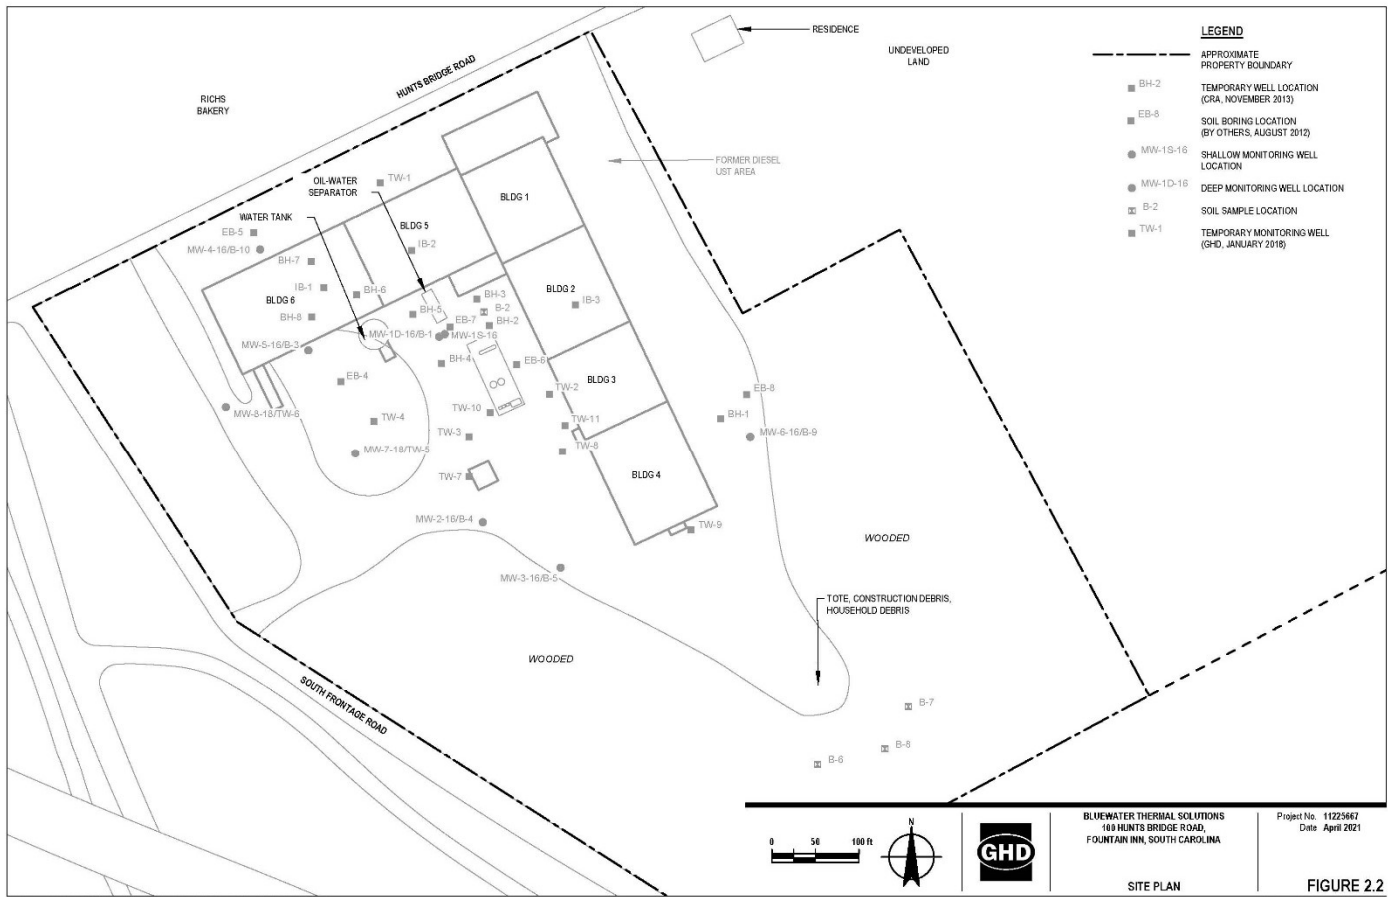 RESIDENCE
UNDEVELOPED
LAND
HUNTS BRIDGE ROAD
RICHS
BAKERY
FORMER DIESEL
UST AREA
OIL-WATER
SEPARATOR
TW-1
WATER TANK
BLDG 1
BLDG 5
EB-5
MW-4-16/B-10
IB-2
BH-7
IB-1
BH-6
BLDG 6
BH-8
BH-3
B-2
BLDG 2
IB-3
BH-5
EB-7
BH-2
MW-1D-16/B-1
MW-1S-16
MW-5-16/B-3
BH-4
EB-6
EB-4
BLDG 3
TW-2
EB-8
MW-8-18/TW-6
TW-4
TW-10
TW-11
BH-1
TW-3
MW-6-16/B-9
MW-7-18/TW-5
TW-8
TW-7
BLDG 4
MW-2-16/B-4
TW-9
WOODED
MW-3-16/B-5
TOTE, CONSTRUCTION DEBRIS,
HOUSEHOLD DEBRIS
WOODED
SOUTH FRONTAGE ROAD
B-7
B-8
B-6
LEGEND
APPROXIMATE
PROPERTY BOUNDARY
BH-2
TEMPORARY WELL LOCATION
(CRA, NOVEMBER 2013)
EB-8
SOIL BORING LOCATION
(BY OTHERS, AUGUST 2012)
MW-1S-16
SHALLOW MONITORING WELL
LOCATION
MW-1D-16
DEEP MONITORING WELL LOCATION
B-2
SOIL SAMPLE LOCATION
TW-1
TEMPORARY MONITORING WELL
(GHD, JANUARY 2018)
0 50 100 ft
N
GHD
BLUEWATER THERMAL SOLUTIONS
100 HUNTS BRIDGE ROAD,
FOUNTAIN INN, SOUTH CAROLINA
SITE PLAN
Project No. 11225667
Date April 2021
FIGURE 2.2